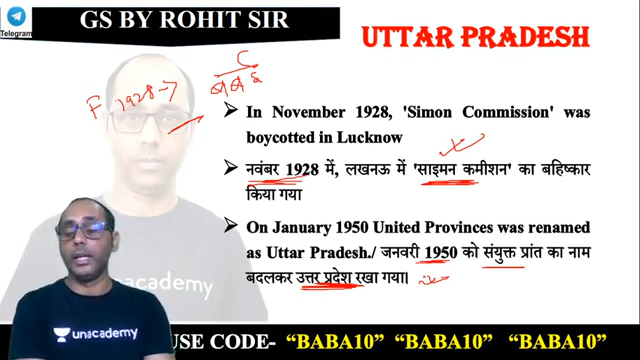 GS BY ROHIT SIR
Telegram
UTTAR PRADESH
F 1928 →
C
In November 1928, 'Simon Commission' was
boycotted in Lucknow
नवंबर 1928 में, लखनऊ में 'साइमन कमीशन' का बहिष्कार
किया गया
On January 1950 United Provinces was renamed
as Uttar Pradesh./ जनवरी 1950 को संयुक्त प्रांत का नाम
बदलकर उत्तर प्रदेश रखा गया।
unacademy
USE CODE- “BABA10” “BABA10” “BABA10”